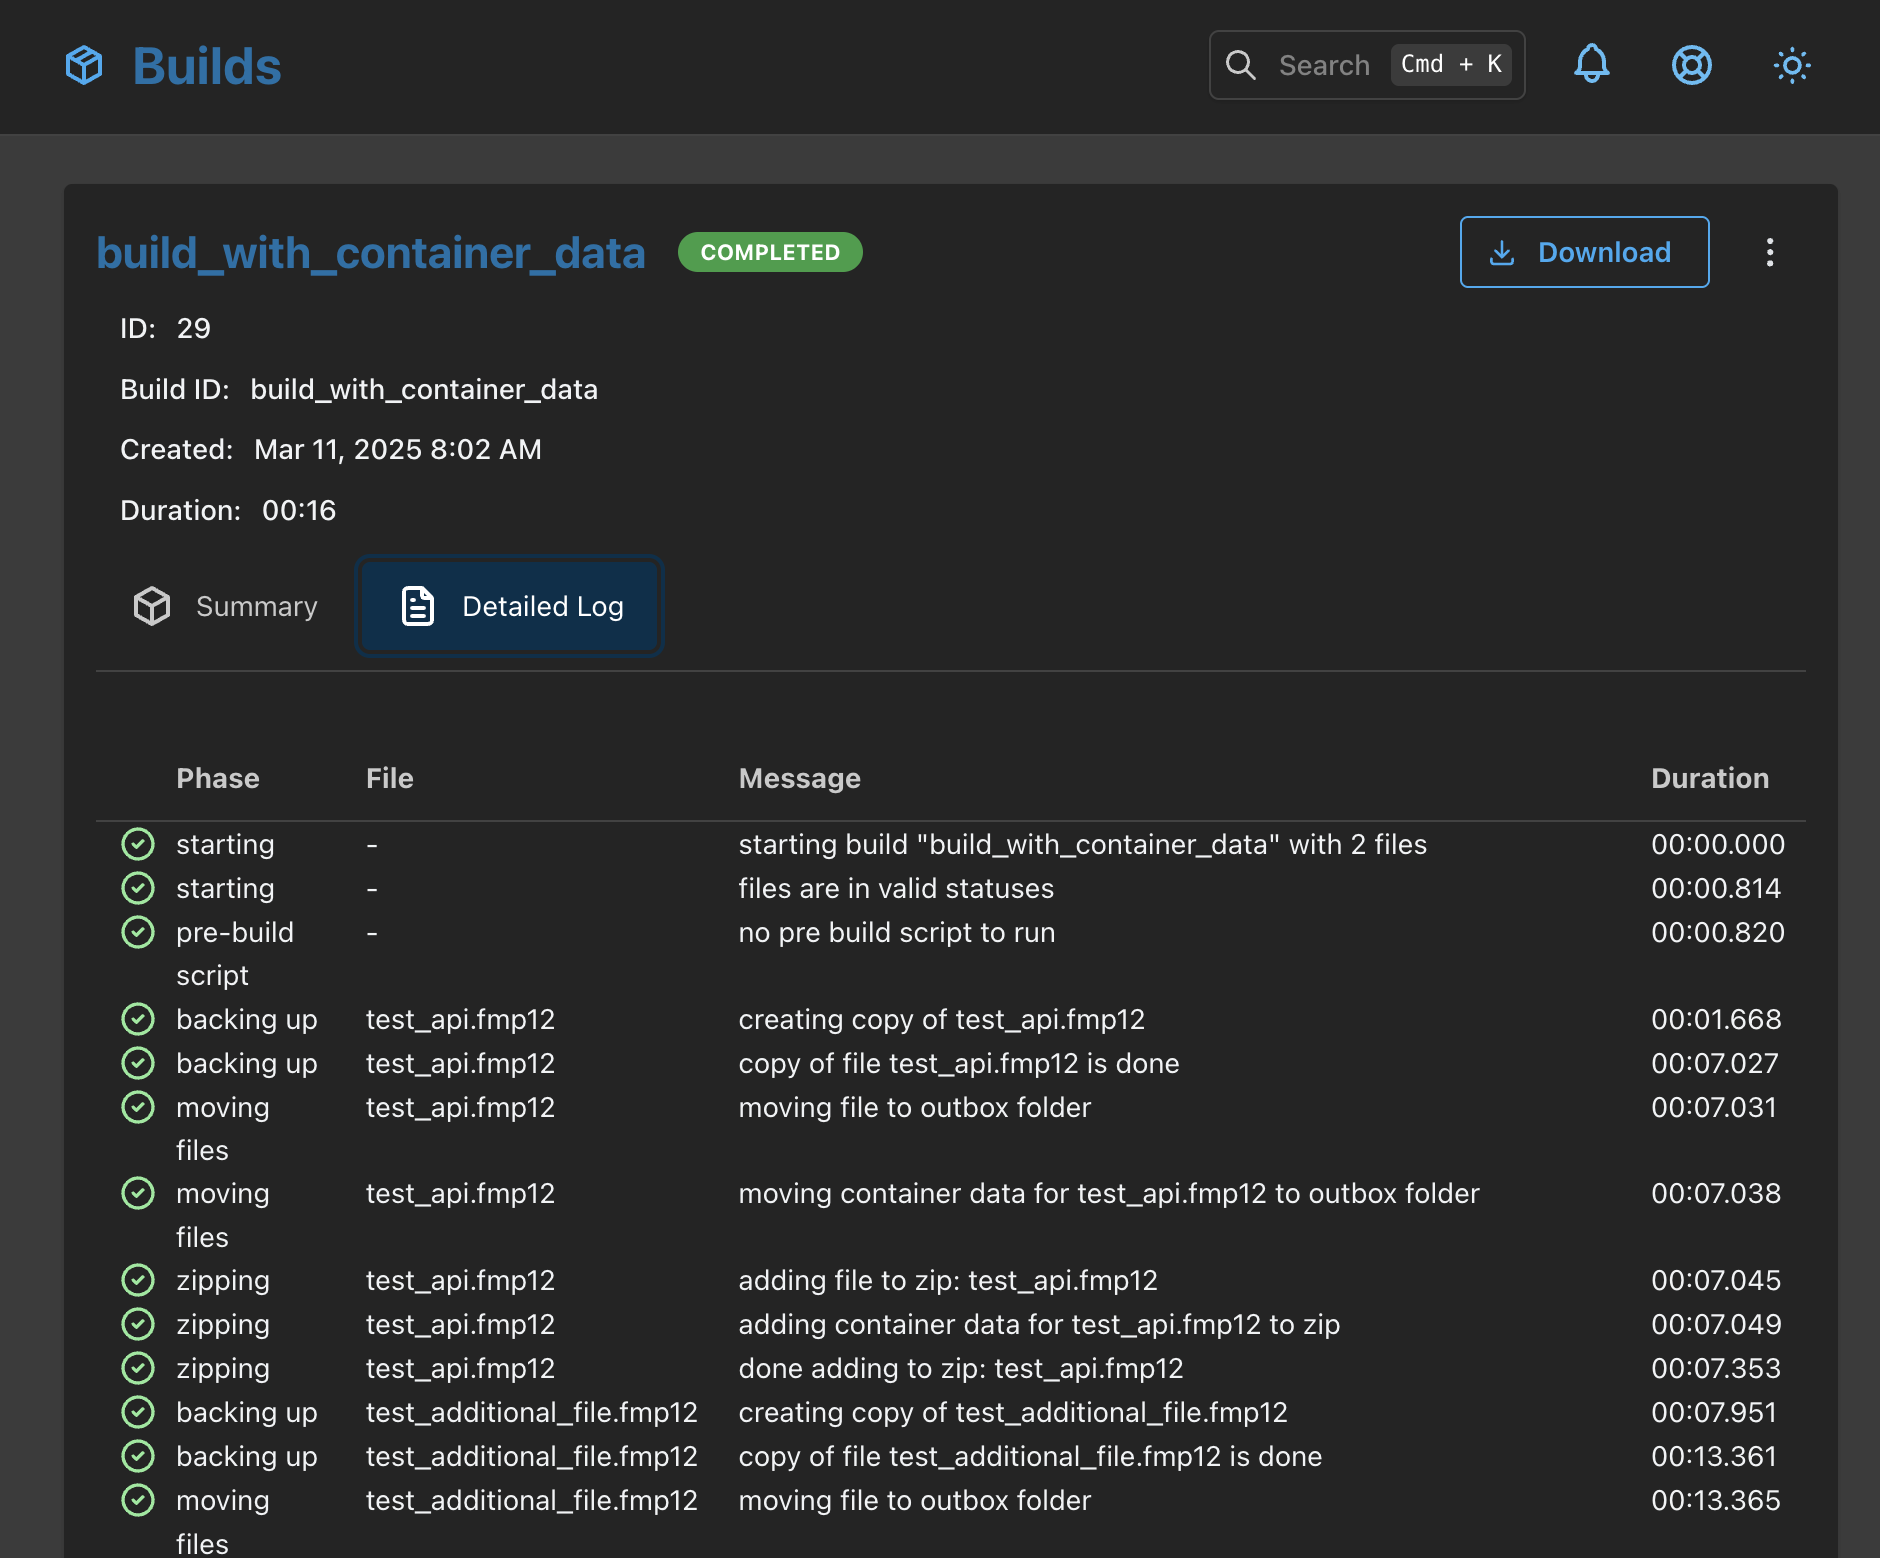 Builds
Search Cmd + K
build_with_container_data COMPLETED Download
ID: 29
Build ID: build_with_container_data
Created: Mar 11, 2025 8:02 AM
Duration: 00:16
Summary Detailed Log
Phase File Message Duration
starting - starting build "build_with_container_data" with 2 files 00:00.000
starting - files are in valid statuses 00:00.814
pre-build - no pre build script to run 00:00.820
script
backing up test_api.fmp12 creating copy of test_api.fmp12 00:01.668
backing up test_api.fmp12 copy of file test_api.fmp12 is done 00:07.027
moving test_api.fmp12 moving file to outbox folder 00:07.031
files
moving test_api.fmp12 moving container data for test_api.fmp12 to outbox folder 00:07.038
files
zipping test_api.fmp12 adding file to zip: test_api.fmp12 00:07.045
zipping test_api.fmp12 adding container data for test_api.fmp12 to zip 00:07.049
zipping test_api.fmp12 done adding to zip: test_api.fmp12 00:07.353
backing up test_additional_file.fmp12 creating copy of test_additional_file.fmp12 00:07.951
backing up test_additional_file.fmp12 copy of file test_additional_file.fmp12 is done 00:13.361
moving test_additional_file.fmp12 moving file to outbox folder 00:13.365
files